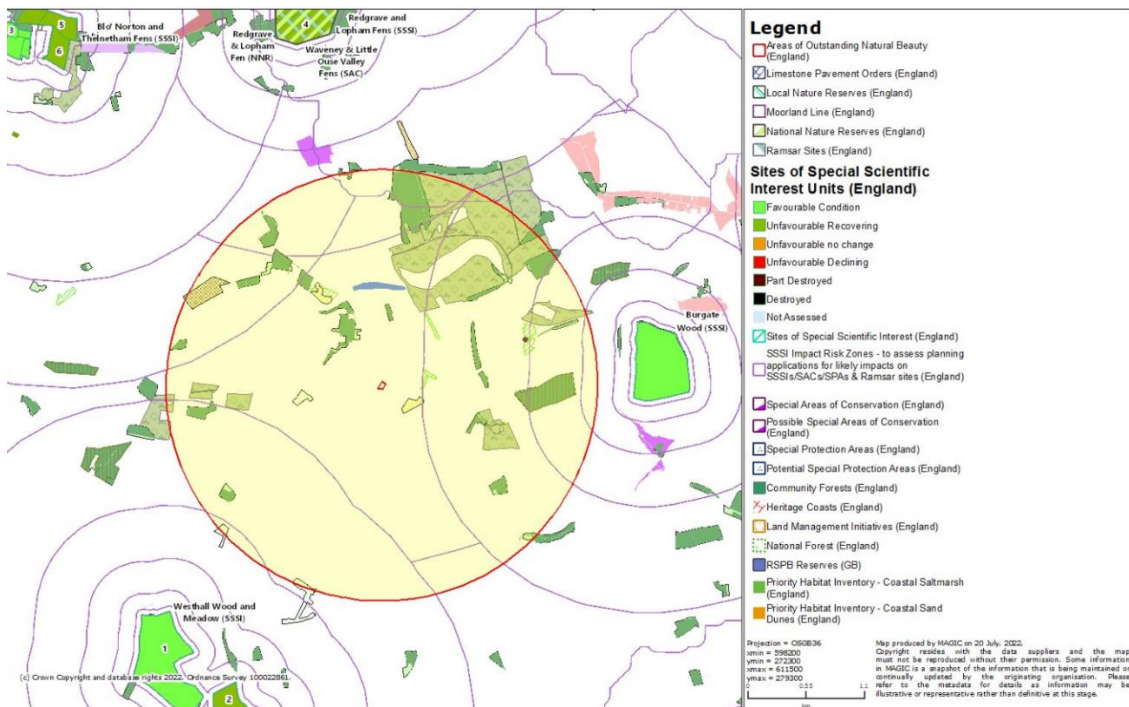 3
5
6
Blo' Norton and
Thelnetham Fens (SSSI)
Redgrave
& Lopham
Fen (NNR)
4
Redgrave and
Lopham Fens (SSSI)
Waveney & Little
Ouse Valley
Fens (SAC)
Burgate
Wood (SSSI)
Westhall Wood and
Meadow (SSSI)
1
2
(c) Crown Copyright and database rights 2022. Ordnance Survey 100022861.
Legend
Areas of Outstanding Natural Beauty
(England)
Limestone Pavement Orders (England)
Local Nature Reserves (England)
Moorland Line (England)
National Nature Reserves (England)
Ramsar Sites (England)
Sites of Special Scientific
Interest Units (England)
Favourable Condition
Unfavourable Recovering
Unfavourable no change
Unfavourable Declining
Part Destroyed
Destroyed
Not Assessed
Sites of Special Scientific Interest (England)
SSSI Impact Risk Zones - to assess planning
applications for likely impacts on
SSSIs/SACs/SPAs & Ramsar sites (England)
Special Areas of Conservation (England)
Possible Special Areas of Conservation
(England)
Special Protection Areas (England)
Potential Special Protection Areas (England)
Community Forests (England)
Heritage Coasts (England)
Land Management Initiatives (England)
National Forest (England)
RSPB Reserves (GB)
Priority Habitat Inventory - Coastal Saltmarsh
(England)
Priority Habitat Inventory - Coastal Sand
Dunes (England)
Projection = OSGB36
xmin = 598200
ymin = 272300
xmax = 611500
ymax = 279300
0 0.55 1.1
km
Map produced by MAGIC on 20 July, 2022.
Copyright resides with the data suppliers and the map
must not be reproduced without their permission. Some information
in MAGIC is a snapshot of the information that is being maintained or
continually updated by the originating organisation. Please
refer to the metadata for details as information may be
illustrative or representative rather than definitive at this stage.